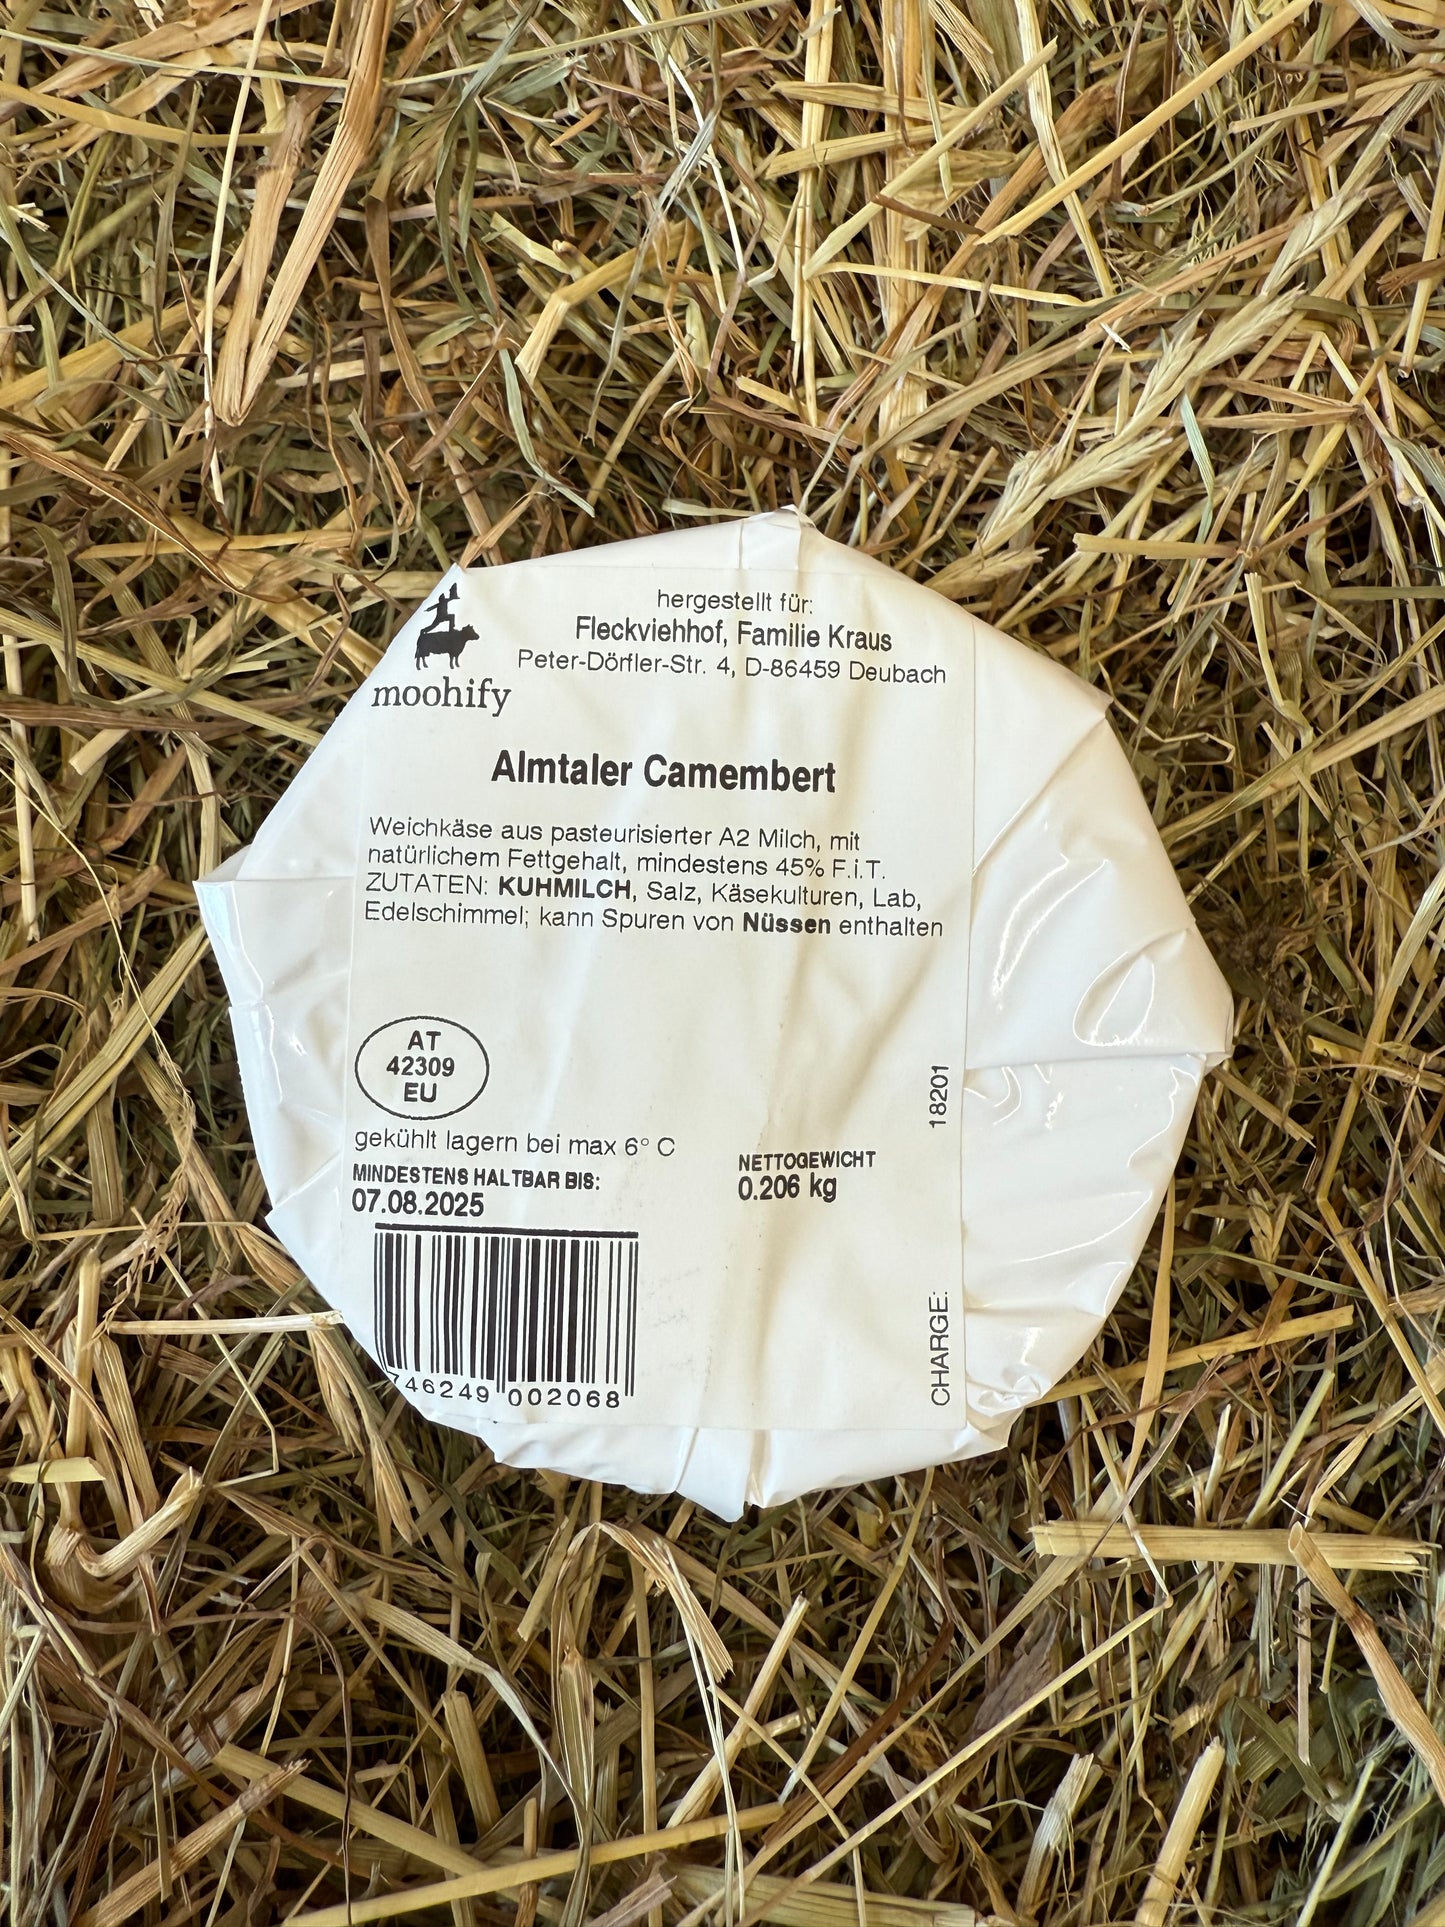 hergestellt für:
Fleckviehhof, Familie Kraus
Peter-Dörfler-Str. 4, D-86459 Deubach
moohify
Almtaler Camembert
Weichkäse aus pasteurisierter A2 Milch, mit
natürlichem Fettgehalt, mindestens 45% F.i.T.
ZUTATEN: KUHMILCH, Salz, Käsekulturen, Lab,
Edelschimmel; kann Spuren von Nüssen enthalten
AT
42309
EU
gekühlt lagern bei max 6° C
MINDESTENS HALTBAR BIS:
07.08.2025
NETTOGEWICHT
0.206 kg
CHARGE: 18201
746249 002068